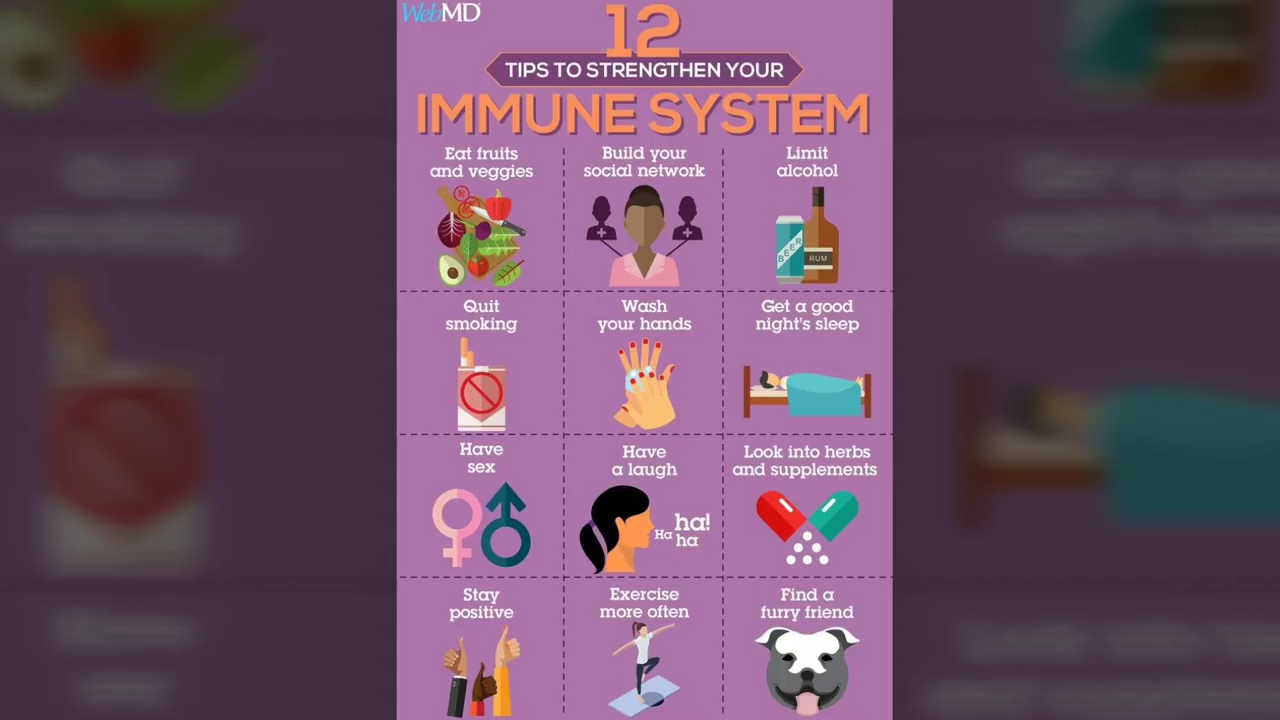 WebMD
12
TIPS TO STRENGTHEN YOUR
IMMUNE SYSTEM
Eat fruits
and veggies
Build your
social network
Limit
alcohol
BEER
RUM
Quit
smoking
Wash
your hands
Get a good
night's sleep
Have
sex
Have
a laugh
Ha ha!
ha
Look into herbs
and supplements
Stay
positive
Exercise
more often
Find a
furry friend